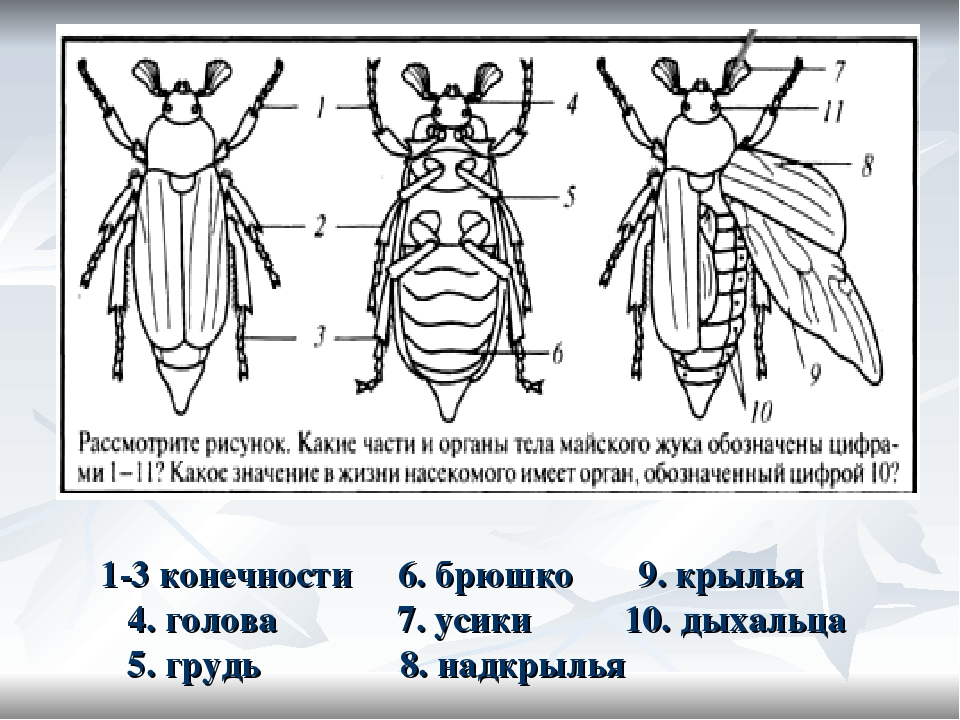 1
4
7
11
8
5
2
3
6
9
10
Рассмотрите рисунок. Какие части и органы тела майского жука обозначены цифра-
ми 1–11? Какое значение в жизни насекомого имеет орган, обозначенный цифрой 10?
1-3 конечности 6. брюшко 9. крылья
4. голова 7. усики 10. дыхальца
5. грудь 8. надкрылья